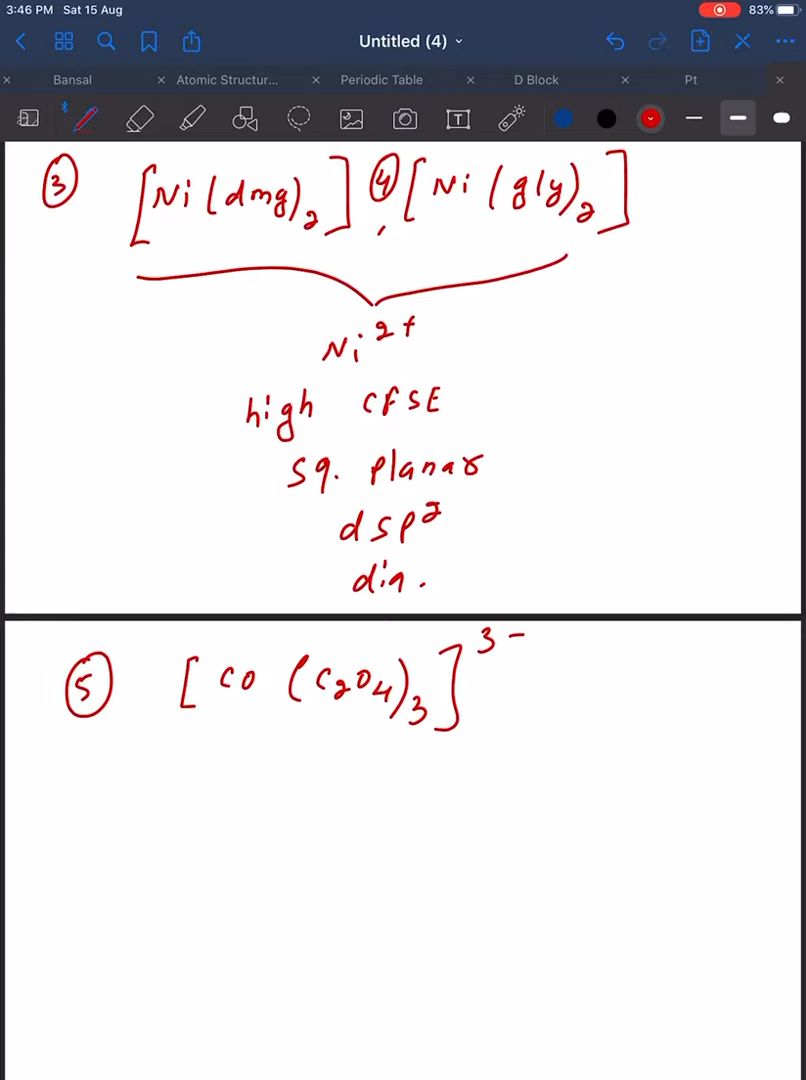 3:46 PM Sat 15 Aug 83%
Untitled (4)
Bansal Atomic Structur... Periodic Table D Block Pt
③ [Ni(dmg)₂] , ④ [Ni(gly)₂]
Ni²⁺
high CFSE
sq. planar
dsp²
dia.
⑤ [CO(C₂O₄)₃]³⁻